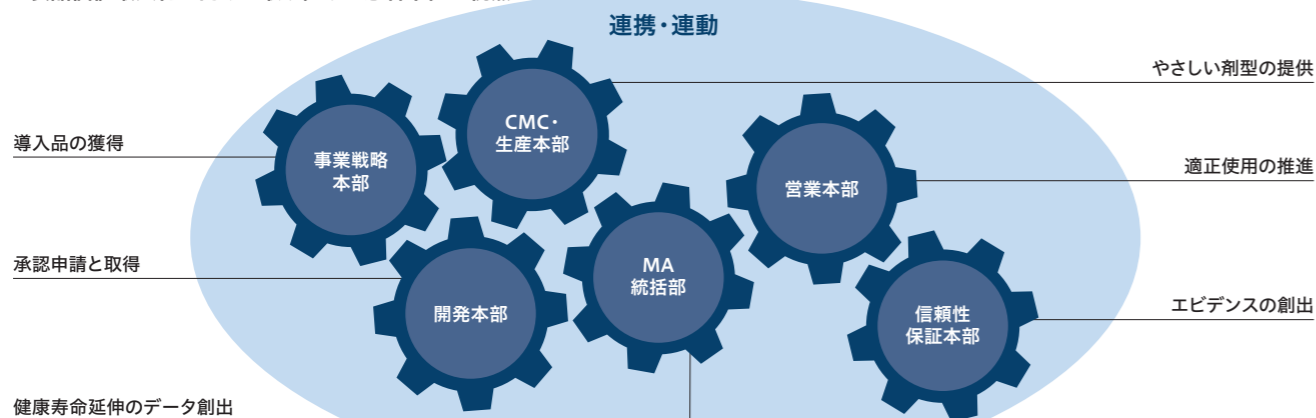 連携・連動
やさしい剤型の提供
導入品の獲得
事業戦略
本部
CMC・
生産本部
営業本部
適正使用の推進
承認申請と取得
開発本部
MA
統括部
信頼性
保証本部
エビデンスの創出
健康寿命延伸のデータ創出